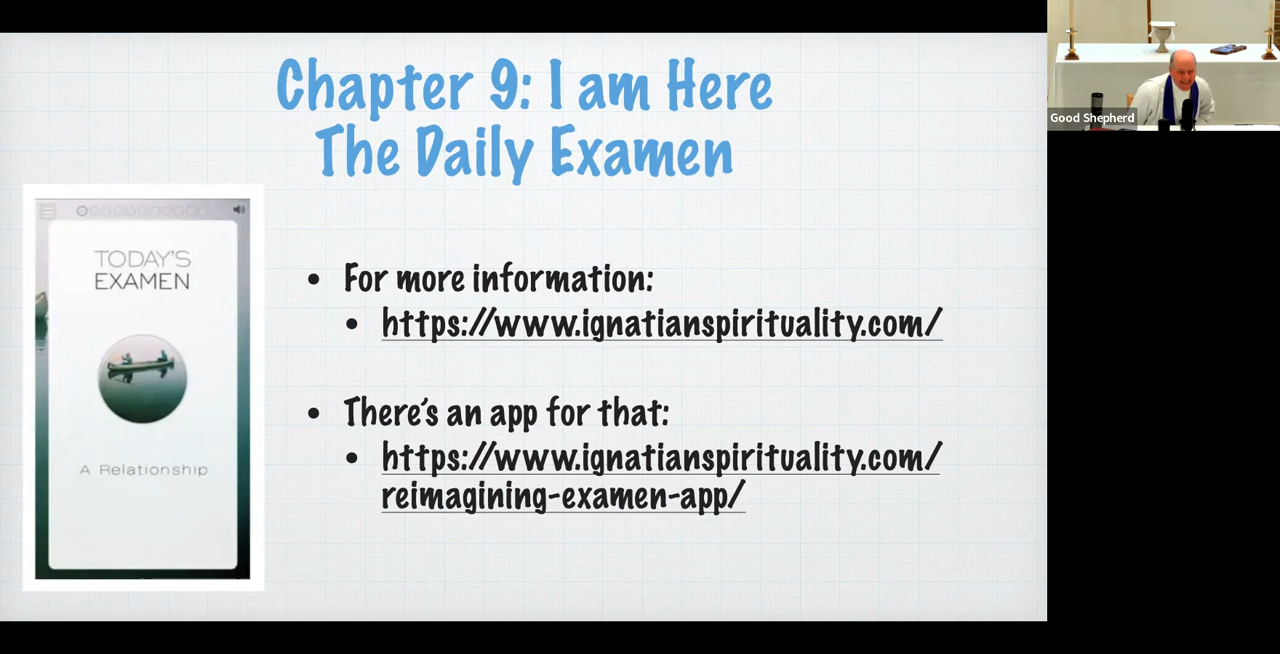 Chapter 9: I am Here
The Daily Examen
TODAY'S
EXAMEN
A Relationship
• For more information:
• https://www.ignatianspirituality.com/
• There's an app for that:
• https://www.ignatianspirituality.com/
reimagining-examen-app/
Good Shepherd